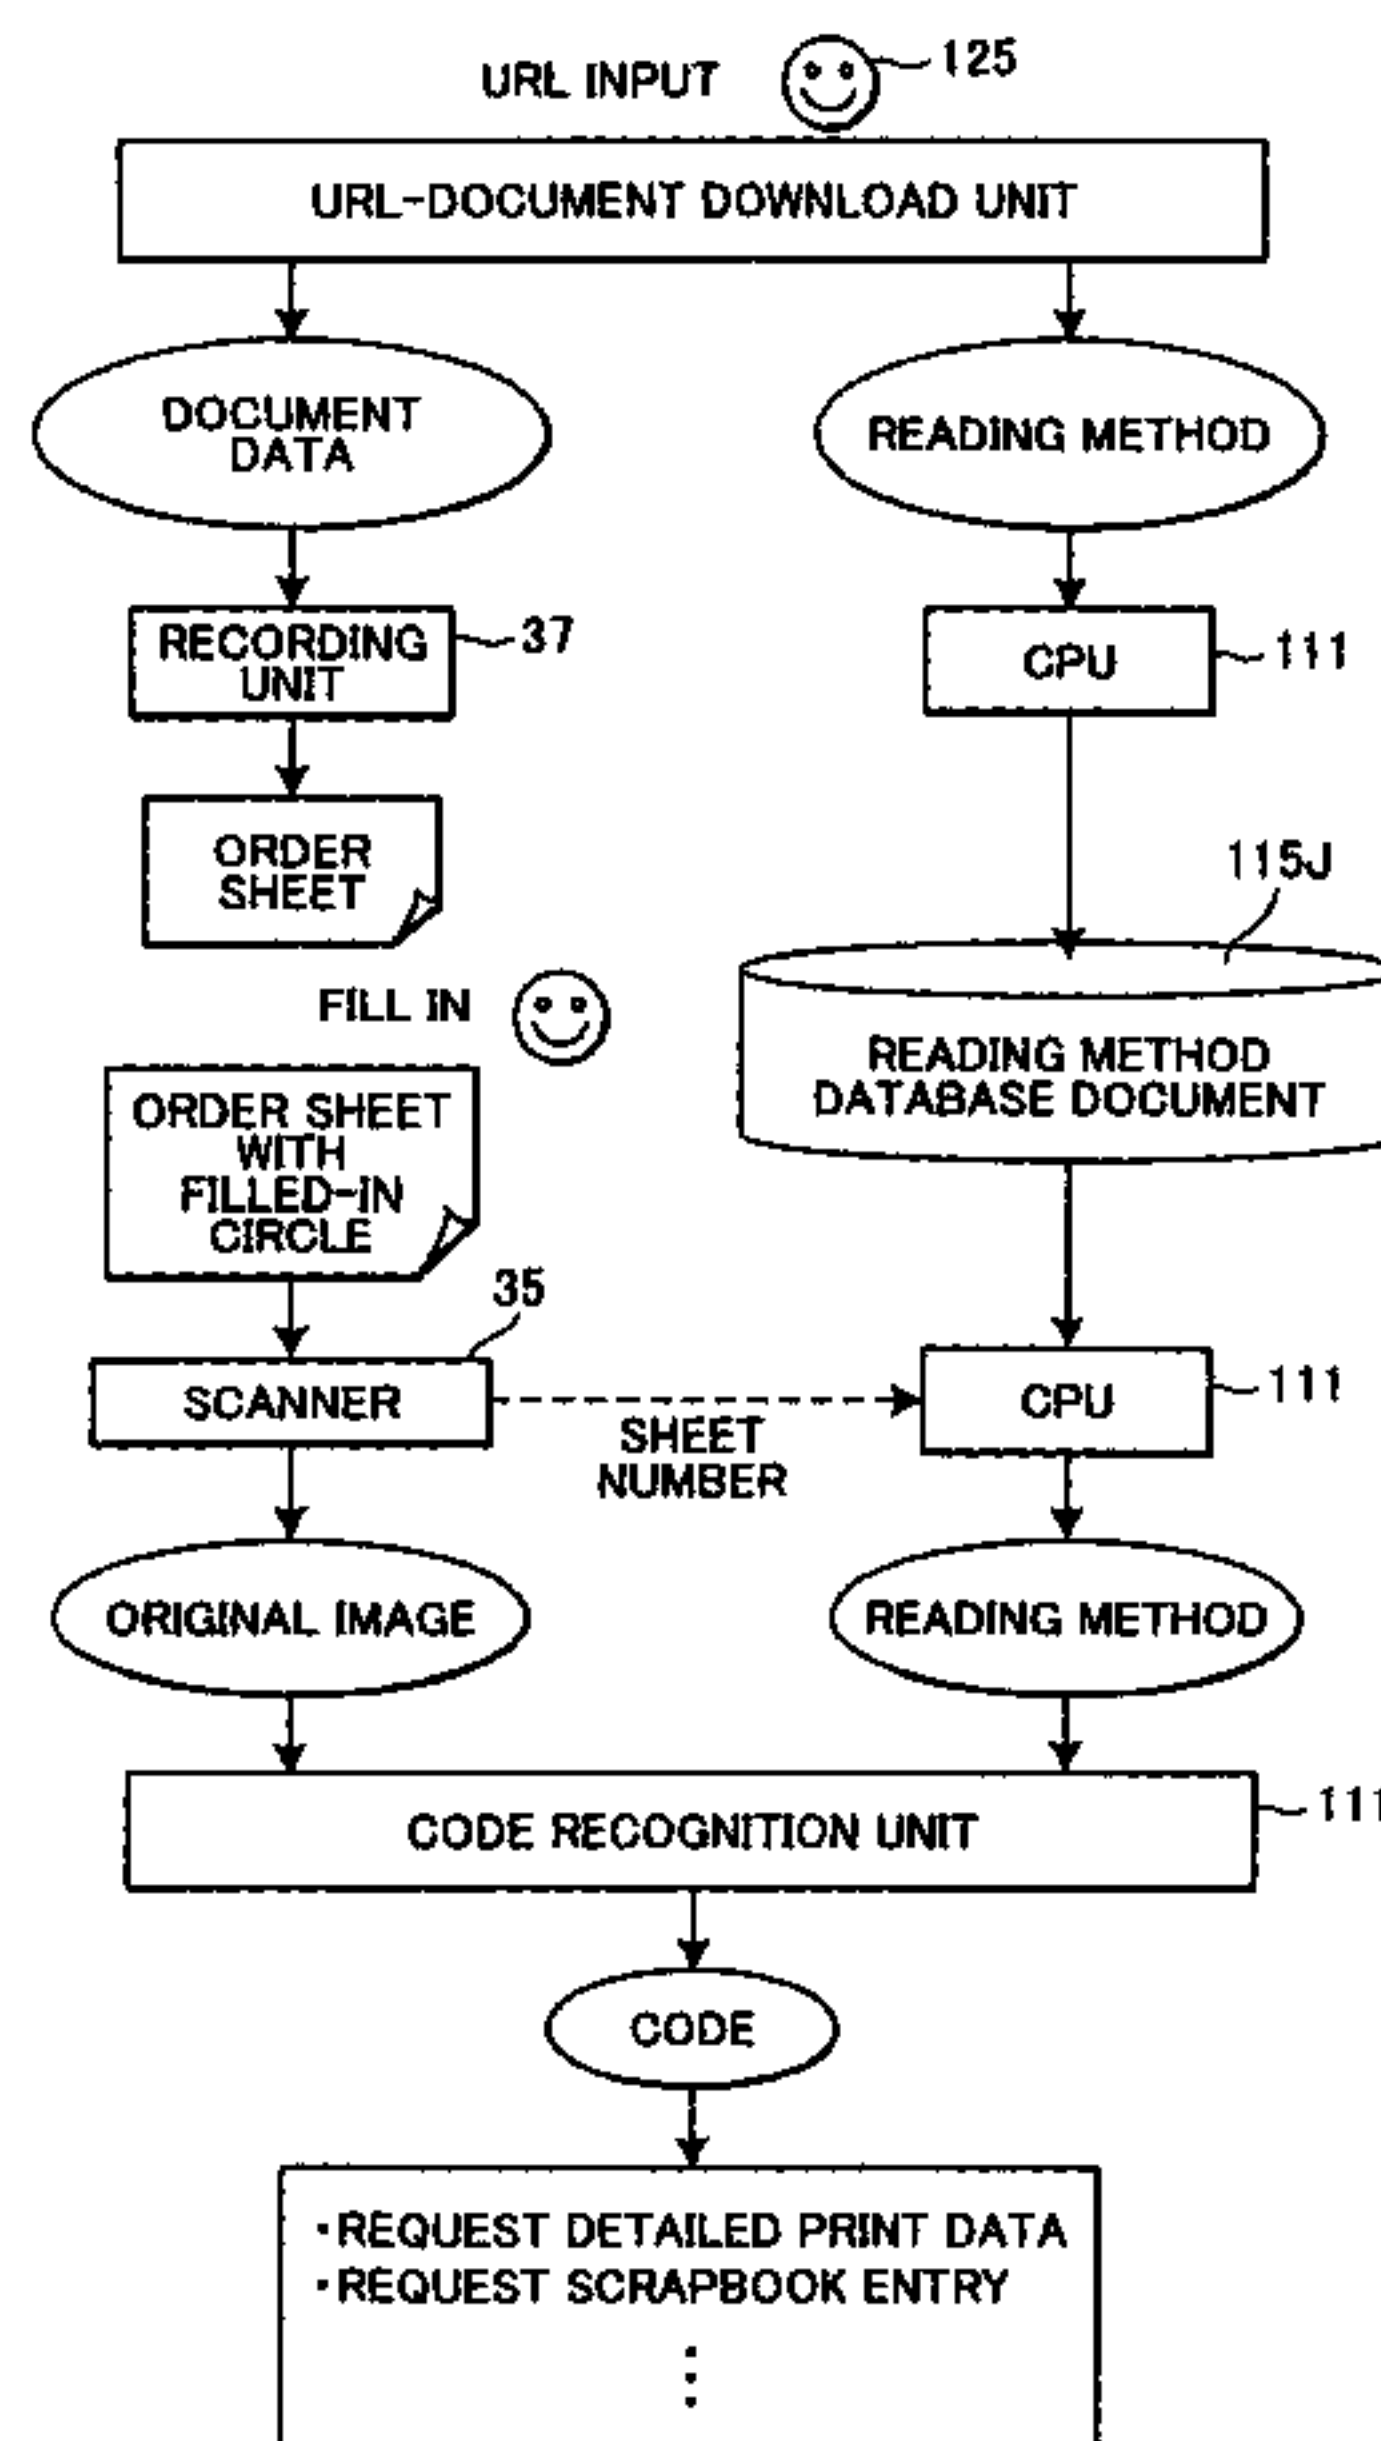 URL INPUT
125
URL-DOCUMENT DOWNLOAD UNIT
DOCUMENT
DATA
READING METHOD
RECORDING
UNIT
37
CPU
111
ORDER
SHEET
115J
FILL IN
READING METHOD
DATABASE DOCUMENT
ORDER SHEET
WITH
FILLED-IN
CIRCLE
35
SCANNER
SHEET
NUMBER
CPU
111
ORIGINAL IMAGE
READING METHOD
CODE RECOGNITION UNIT
111
CODE
・REQUEST DETAILED PRINT DATA
・REQUEST SCRAPBOOK ENTRY